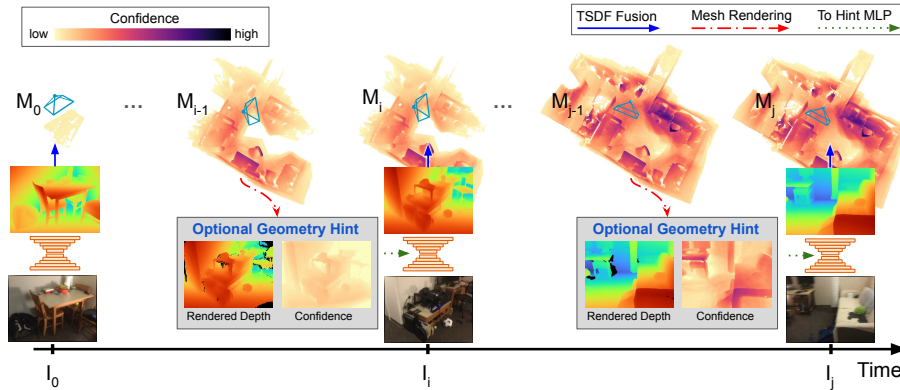 Confidence
low
high
TSDF Fusion
Mesh Rendering
To Hint MLP
M0
...
Mi-1
Mi
...
Mj-1
Mj
Optional Geometry Hint
Rendered Depth
Confidence
Optional Geometry Hint
Rendered Depth
Confidence
I0
Ii
Ij
Time